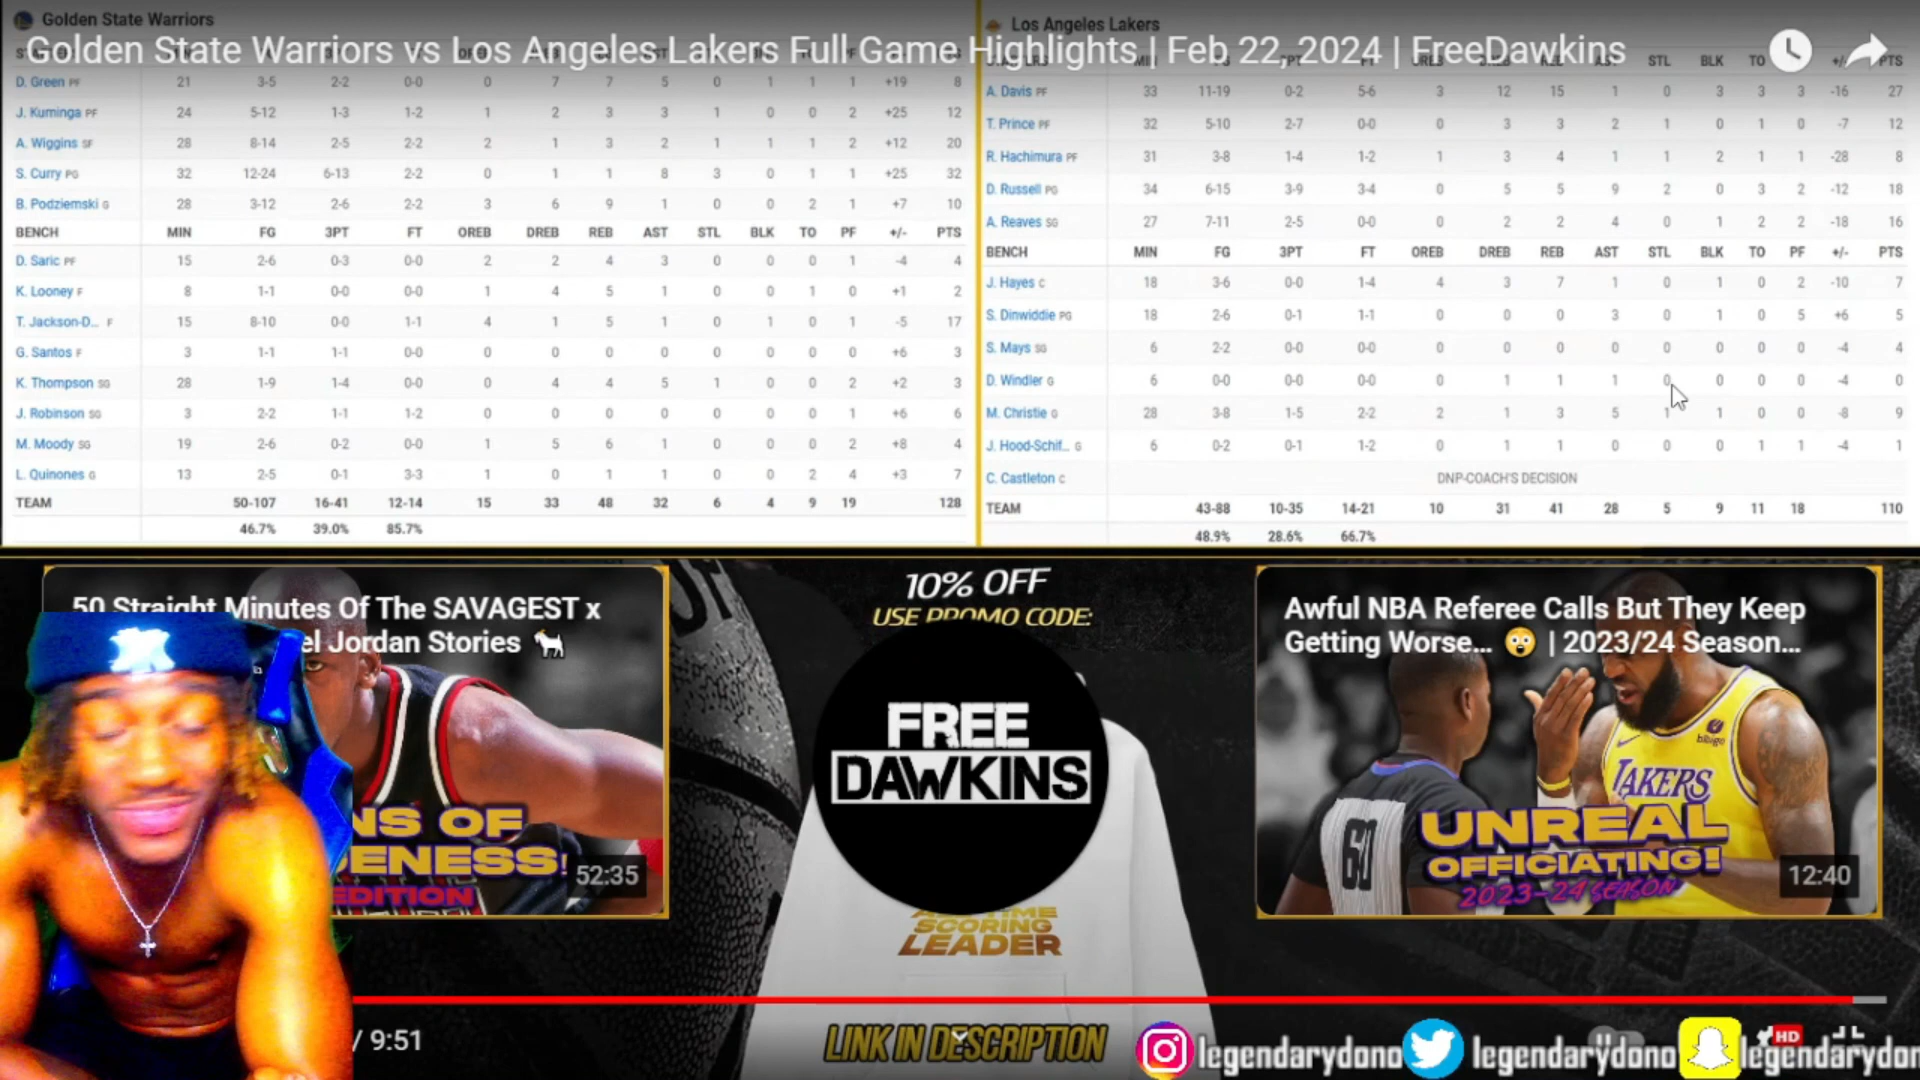 Golden State Warriors
Los Angeles Lakers
Golden State Warriors vs Los Angeles Lakers Full Game Highlights | Feb 22, 2024 | FreeDawkins
D. Green PF 21 3-5 2-2 0-0 0 7 7 5 0 1 1 1 +19 8
J. Kuminga PF 24 5-12 1-3 1-2 1 2 3 3 1 0 0 2 +25 12
A. Wiggins SF 28 8-14 2-5 2-2 2 1 3 2 1 1 1 2 +12 20
S. Curry PG 32 12-24 6-13 2-2 0 1 1 8 3 0 1 1 +25 32
B. Podziemski G 28 3-12 2-6 2-2 3 6 9 1 0 0 2 1 +7 10
BENCH MIN FG 3PT FT OREB DREB REB AST STL BLK TO PF +/- PTS
D. Saric PF 15 2-6 0-3 0-0 2 2 4 3 0 0 0 1 -4 4
K. Looney F 8 1-1 0-0 0-0 1 4 5 1 0 0 1 0 +1 2
T. Jackson-D... F 15 8-10 0-0 1-1 4 1 5 1 0 1 0 1 -5 17
G. Santos F 3 1-1 1-1 0-0 0 0 0 0 0 0 0 0 +6 3
K. Thompson SG 28 1-9 1-4 0-0 0 4 4 5 1 0 0 2 +2 3
J. Robinson SG 3 2-2 1-1 1-2 0 0 0 0 0 0 0 1 +6 6
M. Moody SG 19 2-6 0-2 0-0 1 5 6 1 0 0 0 2 +8 4
L. Quinones G 13 2-5 0-1 3-3 1 0 1 1 0 0 2 4 +3 7
TEAM 50-107 16-41 12-14 15 33 48 32 6 4 9 19 128
46.7% 39.0% 85.7%
STL BLK TO +/- PTS
A. Davis PF 33 11-19 0-2 5-6 3 12 15 1 0 3 3 3 -16 27
T. Prince PF 32 5-10 2-7 0-0 0 3 3 2 1 0 1 0 -7 12
R. Hachimura PF 31 3-8 1-4 1-2 1 3 4 1 1 2 1 1 -28 8
D. Russell PG 34 6-15 3-9 3-4 0 5 5 9 2 0 3 2 -12 18
A. Reaves SG 27 7-11 2-5 0-0 0 2 2 4 0 1 2 2 -18 16
BENCH MIN FG 3PT FT OREB DREB REB AST STL BLK TO PF +/- PTS
J. Hayes C 18 3-6 0-0 1-4 4 3 7 1 0 1 0 2 -10 7
S. Dinwiddie PG 18 2-6 0-1 1-1 0 0 0 3 0 1 0 5 +6 5
S. Mays SG 6 2-2 0-0 0-0 0 0 0 0 0 0 0 0 -4 4
D. Windler G 6 0-0 0-0 0-0 0 1 1 1 0 0 0 0 -4 0
M. Christie G 28 3-8 1-5 2-2 2 1 3 5 1 1 0 0 -8 9
J. Hood-Schif... G 6 0-2 0-1 1-2 0 1 1 0 0 0 1 1 -4 1
C. Castleton C DNP-COACH'S DECISION
TEAM 43-88 10-35 14-21 10 31 41 28 5 9 11 18 110
48.9% 28.6% 66.7%
50 Straight Minutes Of The SAVAGEST x
el Jordan Stories 🐐
NS OF
ENESS!
EDITION
52:35
10% OFF
USE PROMO CODE:
FREE
DAWKINS
SCORING
LEADER
Awful NBA Referee Calls But They Keep
Getting Worse... 😲 | 2023/24 Season...
bibigo
LAKERS
60
UNREAL
OFFICIATING!
2023-24 SEASON
12:40
/ 9:51
LINK IN DESCRIPTION
legendarydono
legendarydono
legendarydon
HD